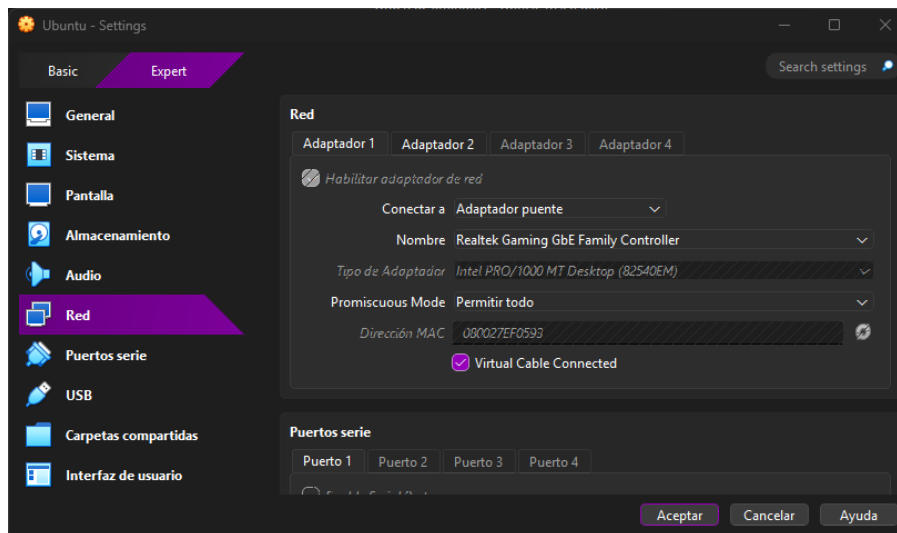 Ubuntu - Settings
Basic Expert Search settings
General
Sistema
Pantalla
Almacenamiento
Audio
Red
Puertos serie
USB
Carpetas compartidas
Interfaz de usuario
Red
Adaptador 1 Adaptador 2 Adaptador 3 Adaptador 4
Habilitar adaptador de red
Conectar a Adaptador puente
Nombre Realtek Gaming GbE Family Controller
Tipo de Adaptador Intel PRO/1000 MT Desktop (82540EM)
Promiscuous Mode Permitir todo
Dirección MAC 080027EF0593
Virtual Cable Connected
Puertos serie
Puerto 1 Puerto 2 Puerto 3 Puerto 4
Aceptar Cancelar Ayuda